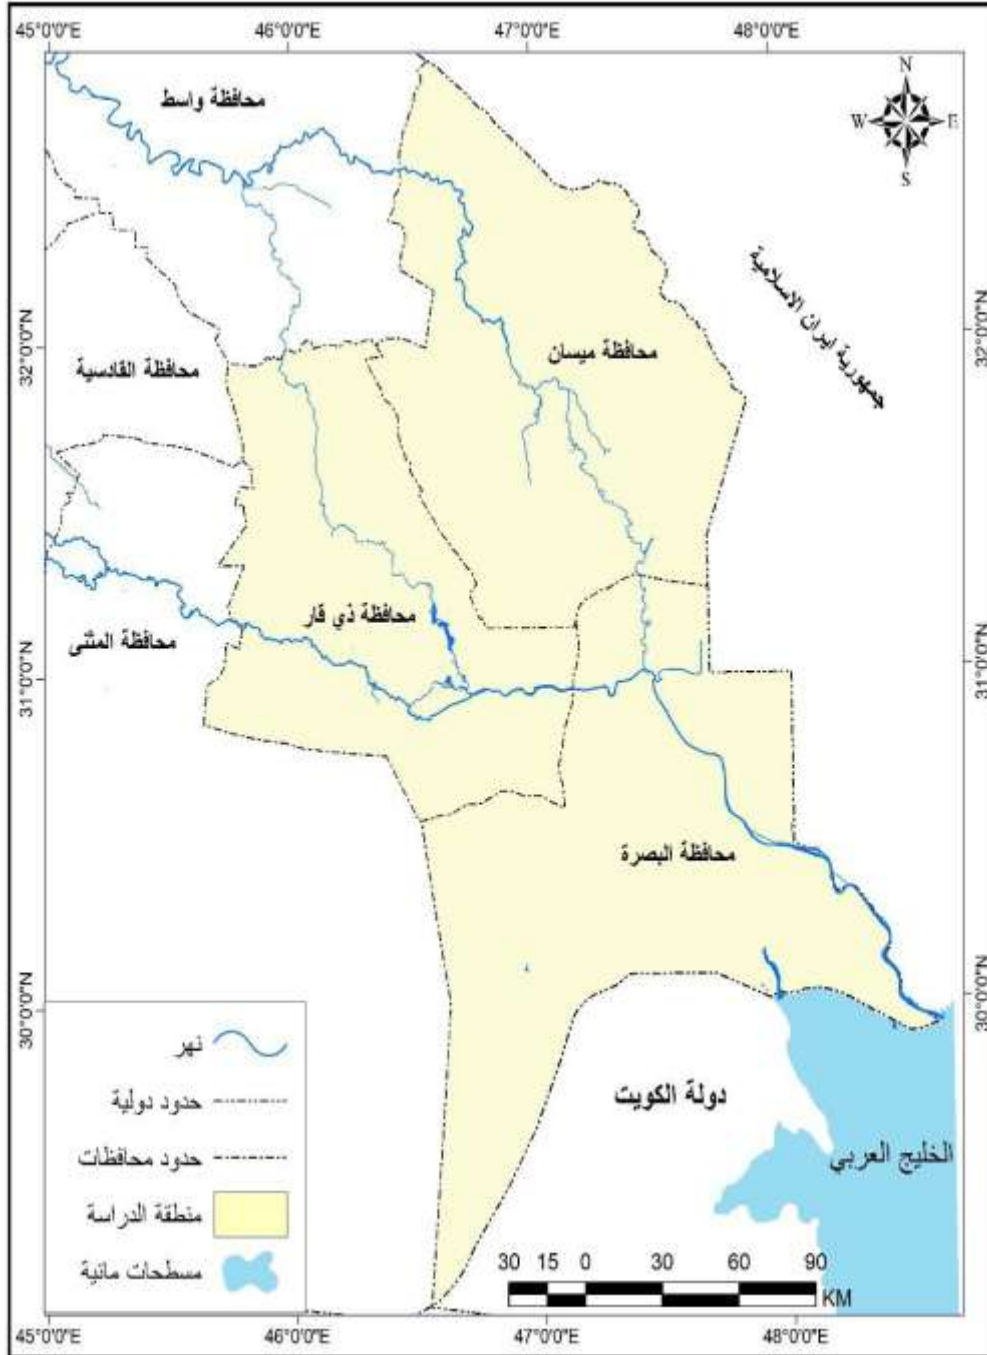 45°0'0"E 46°0'0"E 47°0'0"E 48°0'0"E
N
W E
S
محافظة واسط
جمهورية ايران الاسلامية
32°0'0"N 32°0'0"N
محافظة ميسان
محافظة القادسية
محافظة ذي قار
محافظة المثنى
31°0'0"N 31°0'0"N
محافظة البصرة
30°0'0"N 30°0'0"N
دولة الكويت
الخليج العربي
نهر
حدود دولية
حدود محافظات
منطقة الدراسة
مسطحات مائية
30 15 0 30 60 90
KM
45°0'0"E 46°0'0"E 47°0'0"E 48°0'0"E